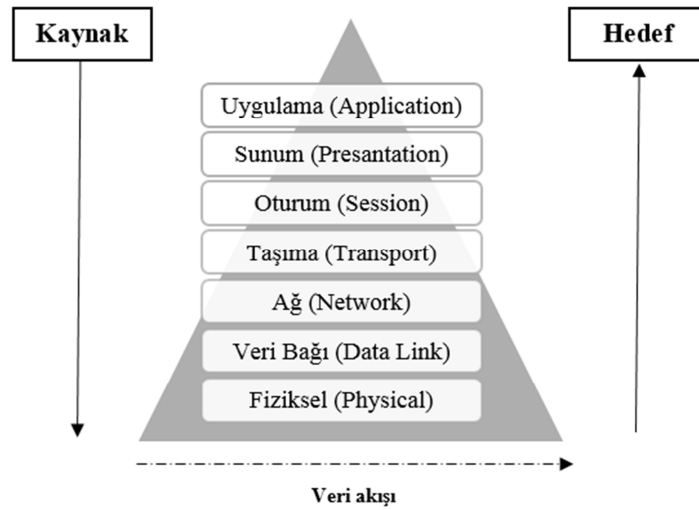 Kaynak
Hedef
Uygulama (Application)
Sunum (Presantation)
Oturum (Session)
Taşıma (Transport)
Ağ (Network)
Veri Bağı (Data Link)
Fiziksel (Physical)
Veri akışı